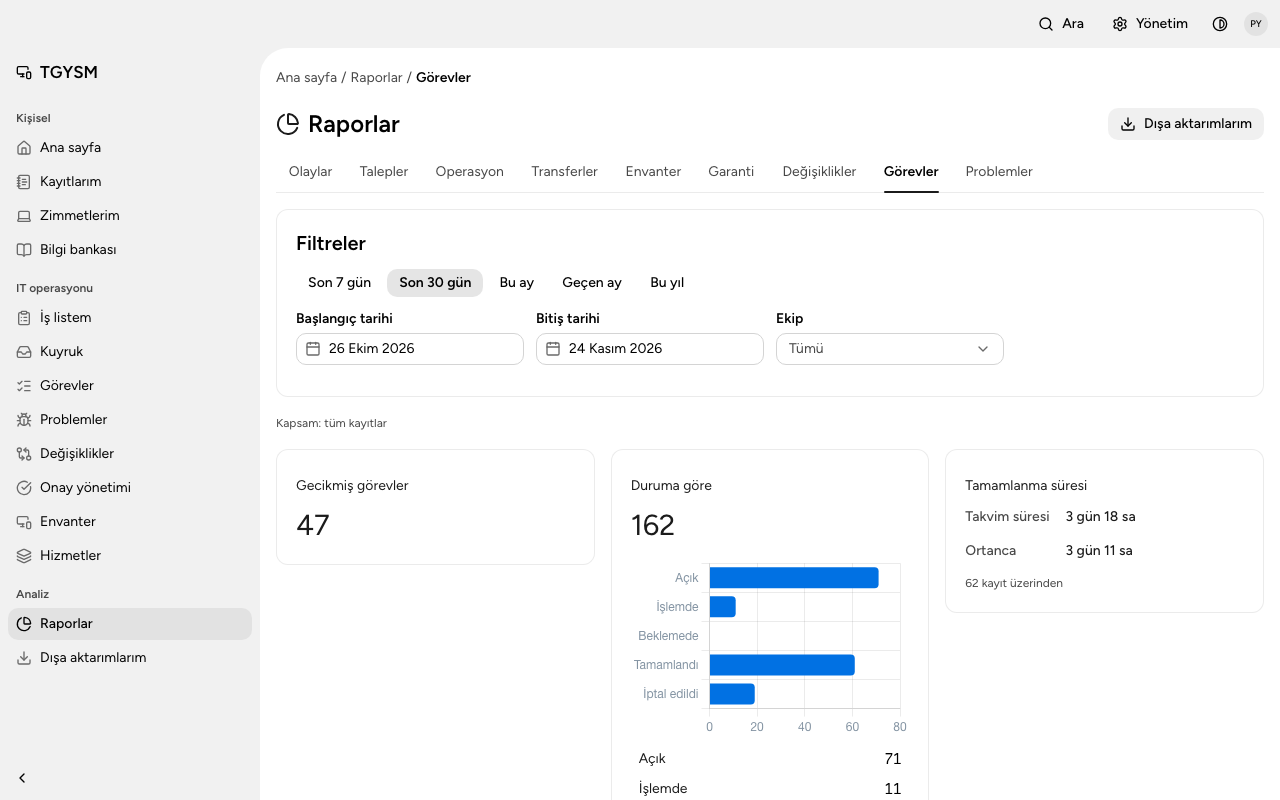 Ara
Yönetim
PY
TGYSM
Kişisel
Ana sayfa
Kayıtlarım
Zimmetlerim
Bilgi bankası
IT operasyonu
İş listem
Kuyruk
Görevler
Problemler
Değişiklikler
Onay yönetimi
Envanter
Hizmetler
Analiz
Raporlar
Dışa aktarımlarım
Ana sayfa / Raporlar / Görevler
Raporlar
Dışa aktarımlarım
Olaylar Talepler Operasyon Transferler Envanter Garanti Değişiklikler Görevler Problemler
Filtreler
Son 7 gün Son 30 gün Bu ay Geçen ay Bu yıl
Başlangıç tarihi Bitiş tarihi Ekip
26 Ekim 2026 24 Kasım 2026 Tümü
Kapsam: tüm kayıtlar
Gecikmiş görevler
47
Duruma göre
162
Açık
İşlemde
Beklemede
Tamamlandı
İptal edildi
0 20 40 60 80
Açık 71
İşlemde 11
Tamamlanma süresi
Takvim süresi 3 gün 18 sa
Ortanca 3 gün 11 sa
62 kayıt üzerinden